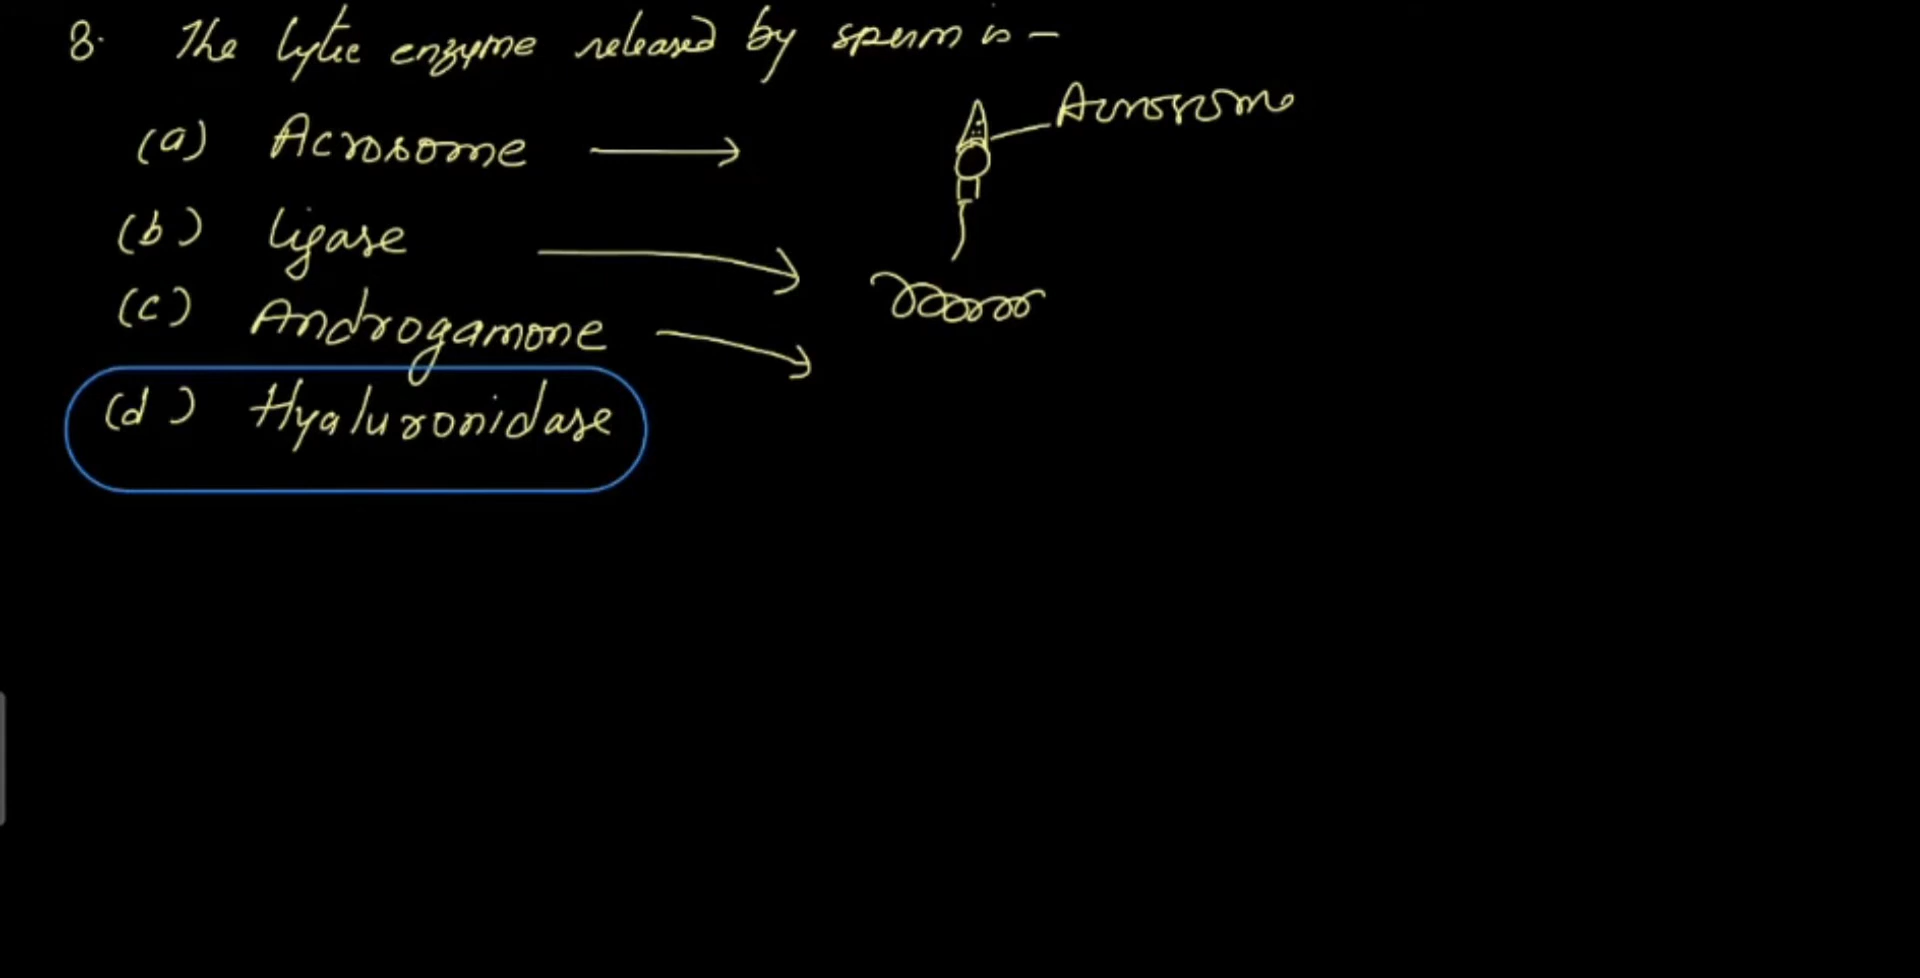 8. The lytic enzyme released by sperm is -
(a) Acrosome
Acrosome
(b) ligase
(c) Androgamone
(d) Hyaluronidase